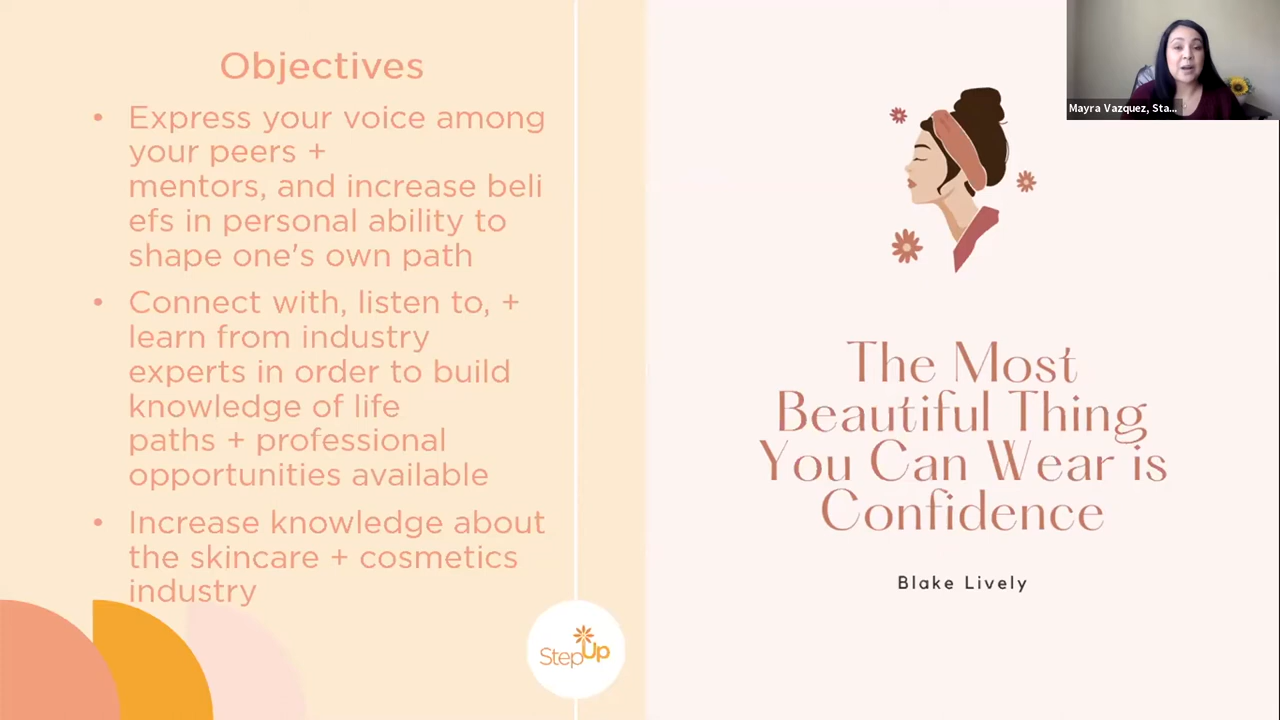 Objectives
• Express your voice among
your peers +
mentors, and increase beli
efs in personal ability to
shape one's own path
• Connect with, listen to, +
learn from industry
experts in order to build
knowledge of life
paths + professional
opportunities available
• Increase knowledge about
the skincare + cosmetics
industry
StepUp
The Most
Beautiful Thing
You Can Wear is
Confidence
Blake Lively
Mayra Vazquez, Sta...